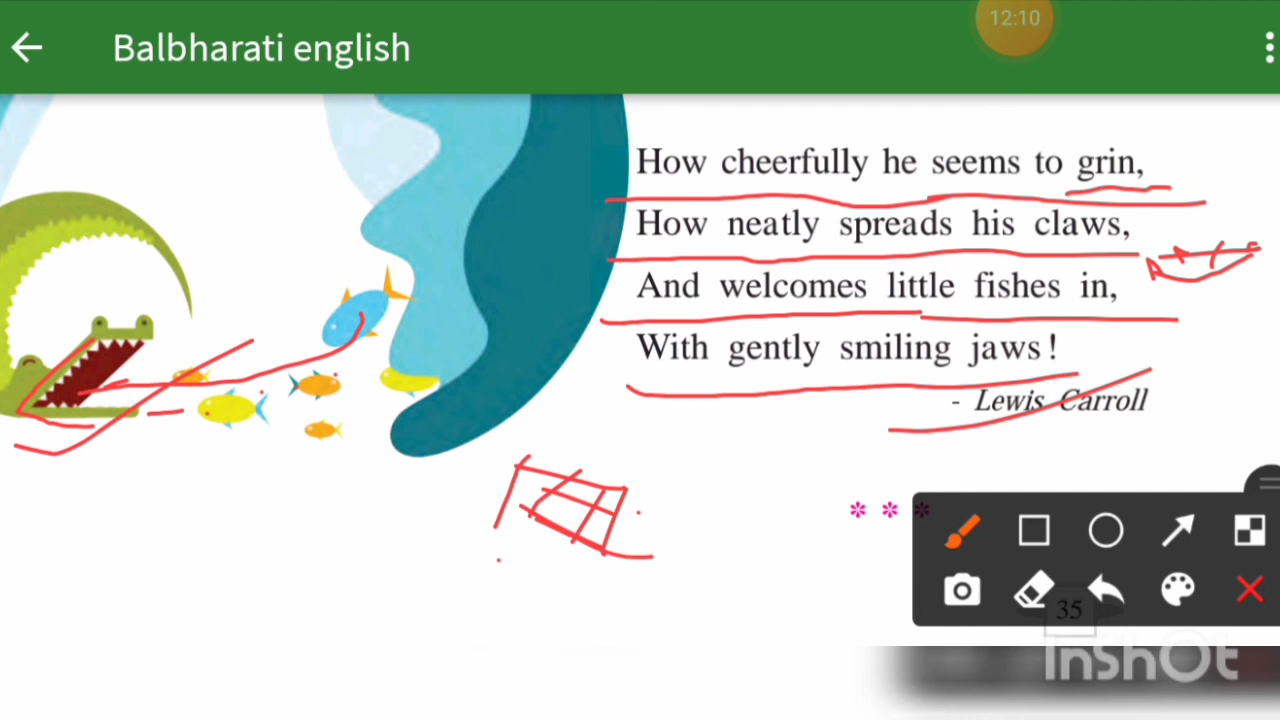 12:10
Balbharati english
How cheerfully he seems to grin,
How neatly spreads his claws,
And welcomes little fishes in,
With gently smiling jaws!
- Lewis Carroll
* * *
35
InShOt